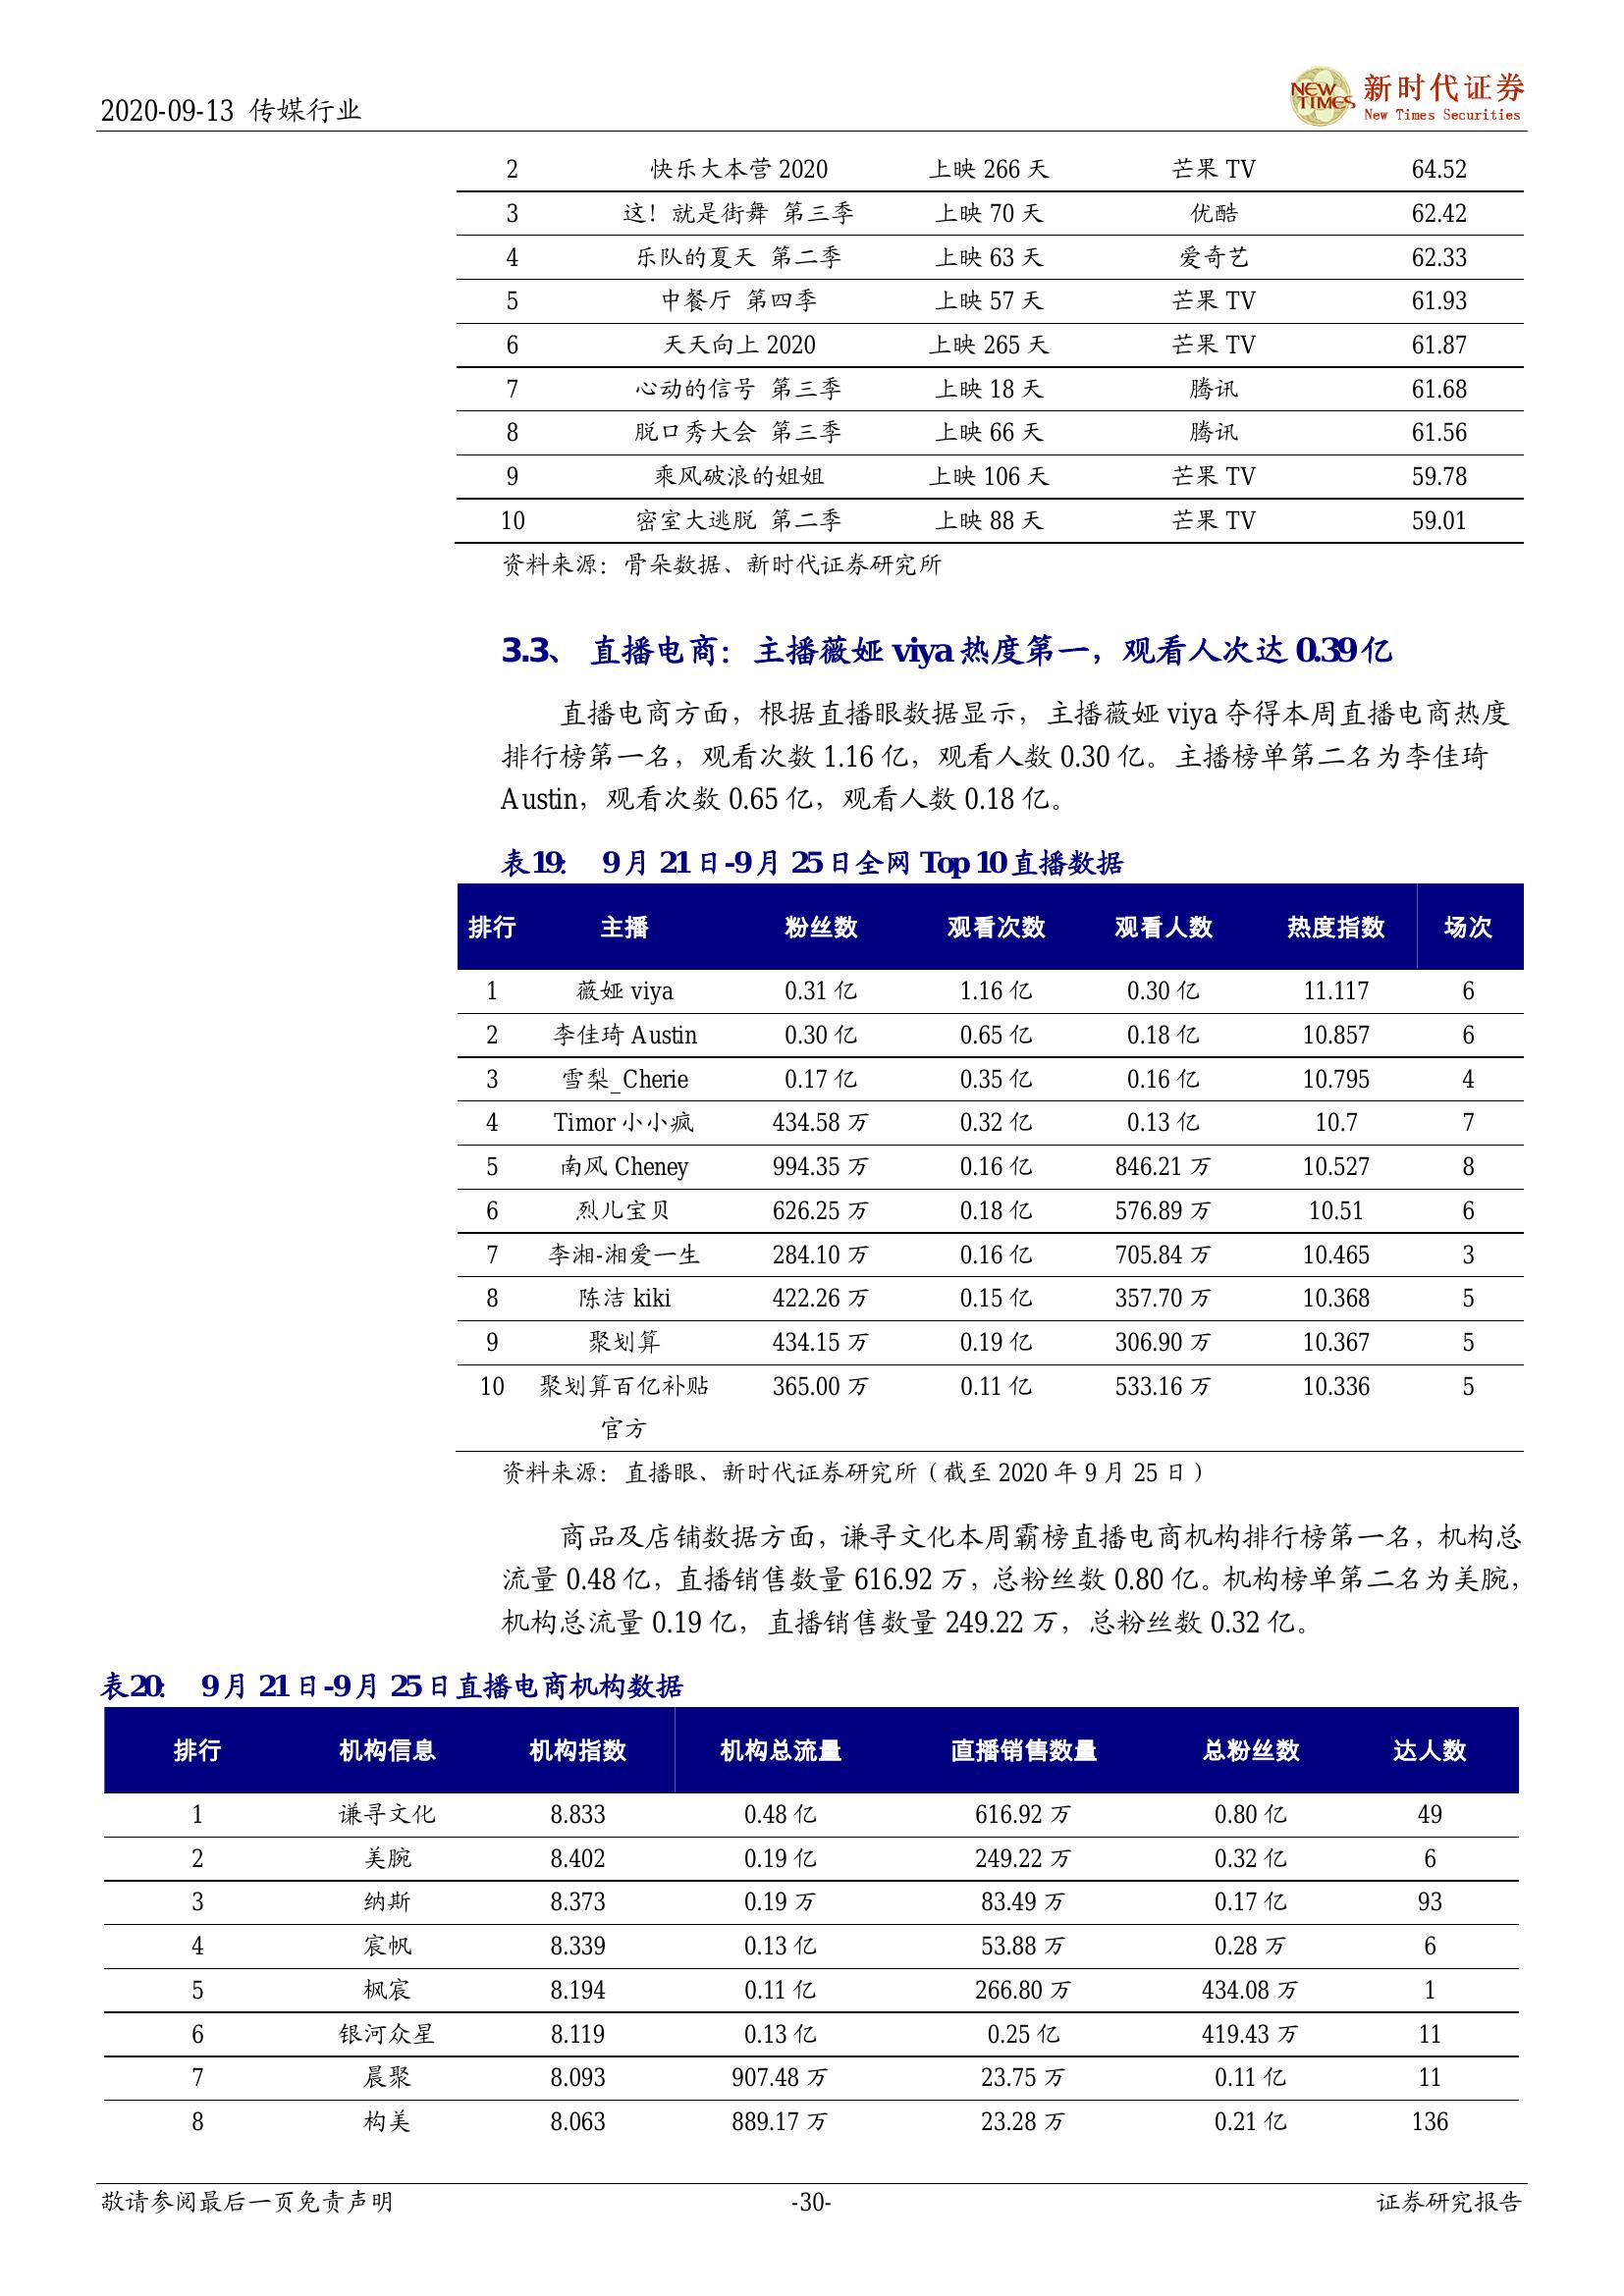 2020-09-13 传媒行业
NEW TIMES 新时代证券
New Times Securities
2 快乐大本营 2020 上映 266 天 芒果 TV 64.52
3 这！就是街舞 第三季 上映 70 天 优酷 62.42
4 乐队的夏天 第二季 上映 63 天 爱奇艺 62.33
5 中餐厅 第四季 上映 57 天 芒果 TV 61.93
6 天天向上 2020 上映 265 天 芒果 TV 61.87
7 心动的信号 第三季 上映 18 天 腾讯 61.68
8 脱口秀大会 第三季 上映 66 天 腾讯 61.56
9 乘风破浪的姐姐 上映 106 天 芒果 TV 59.78
10 密室大逃脱 第二季 上映 88 天 芒果 TV 59.01
资料来源：骨朵数据、新时代证券研究所
3.3、 直播电商：主播薇娅 viya 热度第一，观看人次达 0.39 亿
直播电商方面，根据直播眼数据显示，主播薇娅 viya 夺得本周直播电商热度
排行榜第一名，观看次数 1.16 亿，观看人数 0.30 亿。主播榜单第二名为李佳琦
Austin，观看次数 0.65 亿，观看人数 0.18 亿。
表19： 9 月 21 日-9 月 25 日全网 Top 10 直播数据
排行 主播 粉丝数 观看次数 观看人数 热度指数 场次
1 薇娅 viya 0.31 亿 1.16 亿 0.30 亿 11.117 6
2 李佳琦 Austin 0.30 亿 0.65 亿 0.18 亿 10.857 6
3 雪梨_Cherie 0.17 亿 0.35 亿 0.16 亿 10.795 4
4 Timor 小小疯 434.58 万 0.32 亿 0.13 亿 10.7 7
5 南风 Cheney 994.35 万 0.16 亿 846.21 万 10.527 8
6 烈儿宝贝 626.25 万 0.18 亿 576.89 万 10.51 6
7 李湘-湘爱一生 284.10 万 0.16 亿 705.84 万 10.465 3
8 陈洁 kiki 422.26 万 0.15 亿 357.70 万 10.368 5
9 聚划算 434.15 万 0.19 亿 306.90 万 10.367 5
10 聚划算百亿补贴 365.00 万 0.11 亿 533.16 万 10.336 5
官方
资料来源：直播眼、新时代证券研究所（截至 2020 年 9 月 25 日）
商品及店铺数据方面，谦寻文化本周霸榜直播电商机构排行榜第一名，机构总
流量 0.48 亿，直播销售数量 616.92 万，总粉丝数 0.80 亿。机构榜单第二名为美腕，
机构总流量 0.19 亿，直播销售数量 249.22 万，总粉丝数 0.32 亿。
表20： 9 月 21 日-9 月 25 日直播电商机构数据
排行 机构信息 机构指数 机构总流量 直播销售数量 总粉丝数 达人数
1 谦寻文化 8.833 0.48 亿 616.92 万 0.80 亿 49
2 美腕 8.402 0.19 亿 249.22 万 0.32 亿 6
3 纳斯 8.373 0.19 万 83.49 万 0.17 亿 93
4 宸帆 8.339 0.13 亿 53.88 万 0.28 万 6
5 枫宸 8.194 0.11 亿 266.80 万 434.08 万 1
6 银河众星 8.119 0.13 亿 0.25 亿 419.43 万 11
7 晨聚 8.093 907.48 万 23.75 万 0.11 亿 11
8 构美 8.063 889.17 万 23.28 万 0.21 亿 136
敬请参阅最后一页免责声明 -30- 证券研究报告